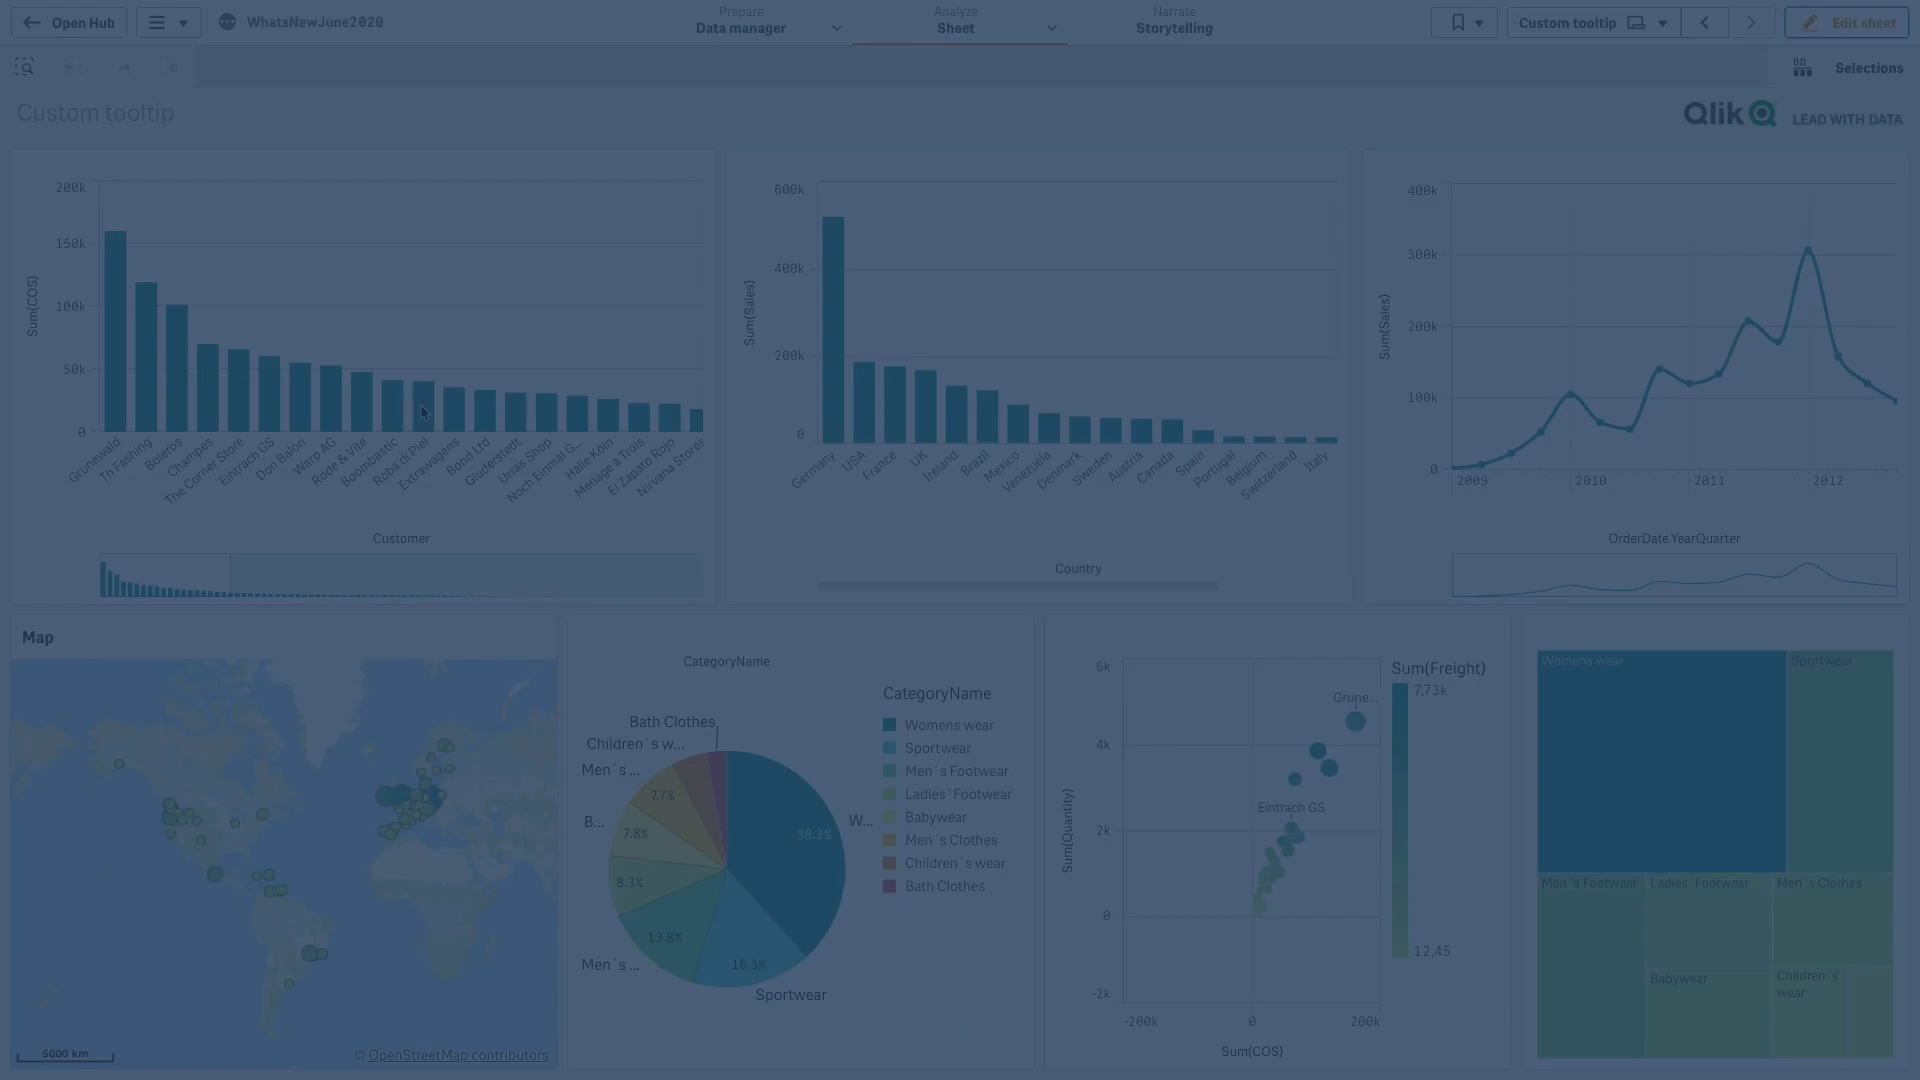 Open Hub
WhatsNewJune2020
Prepare
Data manager
Analyze
Sheet
Narrate
Storytelling
Custom tooltip
Edit sheet
Selections
Custom tooltip
Qlik
LEAD WITH DATA
200k
150k
100k
50k
0
Sum(COS)
Grunewald
Th Fashing
Boleros
Champes
The Corner Store
Eintrach GS
Don Balón
Warp AG
Rode & Vite
Boombastic
Roba di Piel
Extrawagans
Bond Ltd
Gluderstedt
Urras Shop
Noch Einmal G...
Halle Köln
Menage à Trois
El Zapato Rojo
Nirvana Stores
Customer
600k
400k
200k
0
Sum(Sales)
Germany
USA
France
UK
Ireland
Brazil
Mexico
Venezuela
Denmark
Sweden
Austria
Canada
Spain
Portugal
Belgium
Switzerland
Italy
Country
400k
300k
200k
100k
0
Sum(Sales)
2009
2010
2011
2012
OrderDate.YearQuarter
Map
5000 km
© OpenStreetMap contributors
CategoryName
Bath Clothes
Children´s w...
Men´s ...
B...
Men´s ...
Sportwear
W...
7.7%
7.8%
8.3%
13.8%
16.3%
38.3%
CategoryName
Womens wear
Sportwear
Men´s Footwear
Ladies´Footwear
Babywear
Men´s Clothes
Children´s wear
Bath Clothes
6k
4k
2k
0
-2k
Sum(Quantity)
Grune...
Eintrach GS
-200k
0
200k
Sum(COS)
Sum(Freight)
7,73k
12,45
Womens wear
Sportwear
Men´s Footwear
Ladies´Footwear
Men´s Clothes
Babywear
Children´s
wear